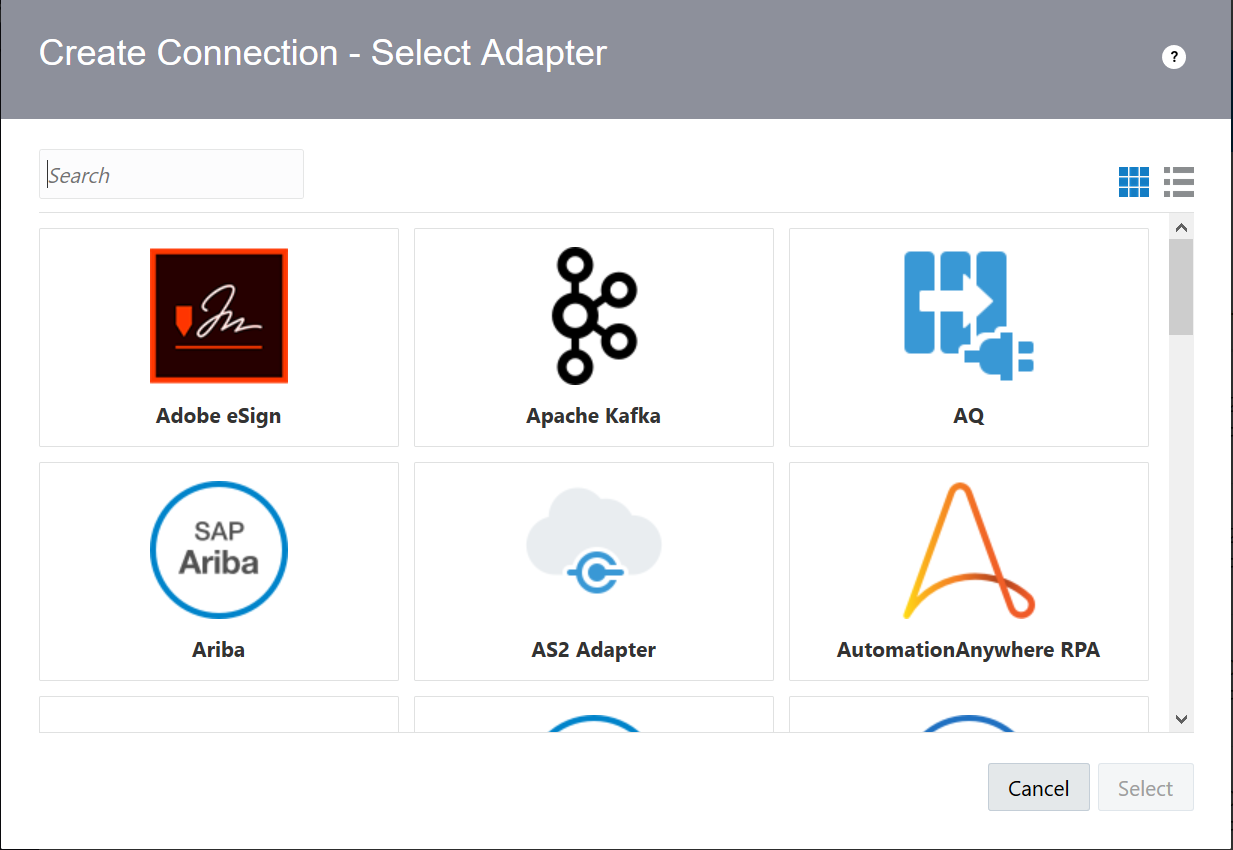 Create Connection - Select Adapter
?
Search
Adobe eSign
Apache Kafka
AQ
SAP
Ariba
Ariba
AS2 Adapter
AutomationAnywhere RPA
Cancel
Select